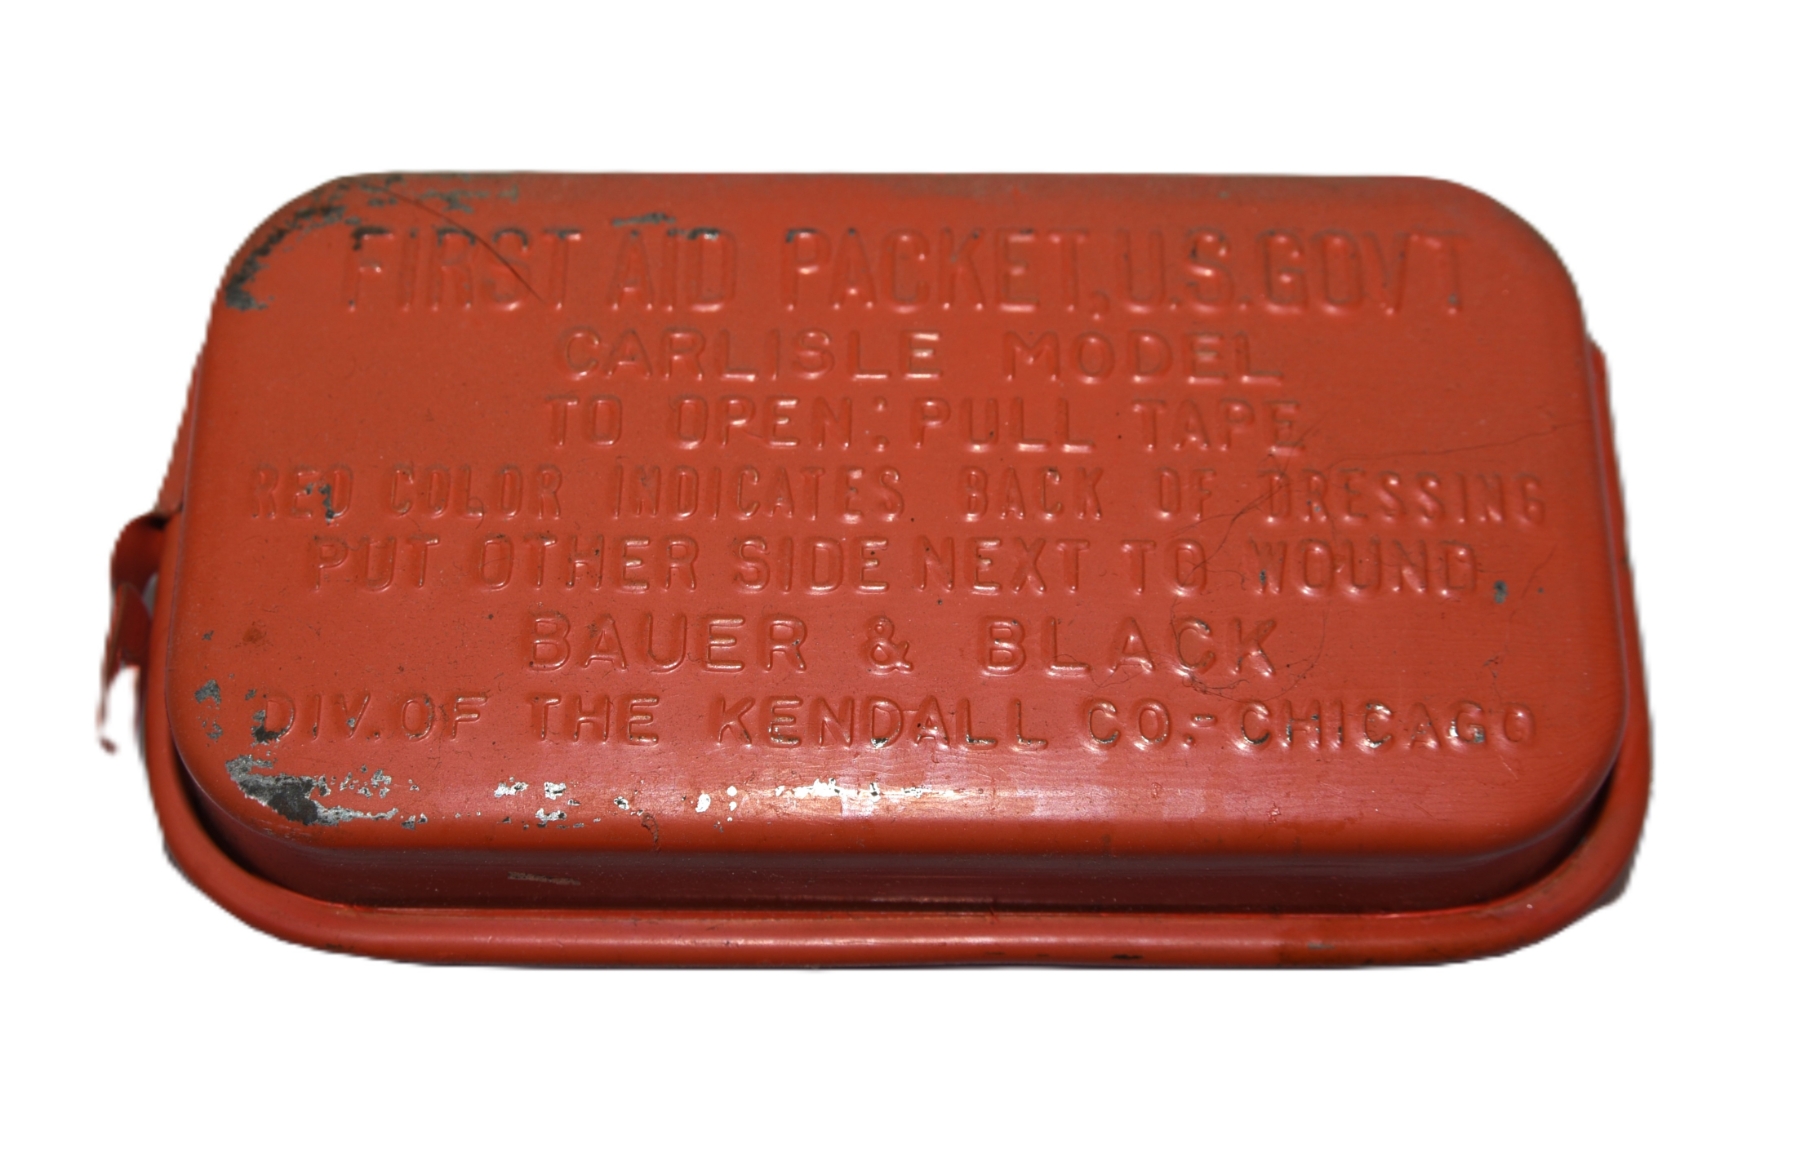 FIRST AID PACKET, U.S. GOV'T
CARLISLE MODEL
TO OPEN: PULL TAPE
RED COLOR INDICATES BACK OF DRESSING
PUT OTHER SIDE NEXT TO WOUND.
BAUER & BLACK
DIV. OF THE KENDALL CO.-CHICAGO